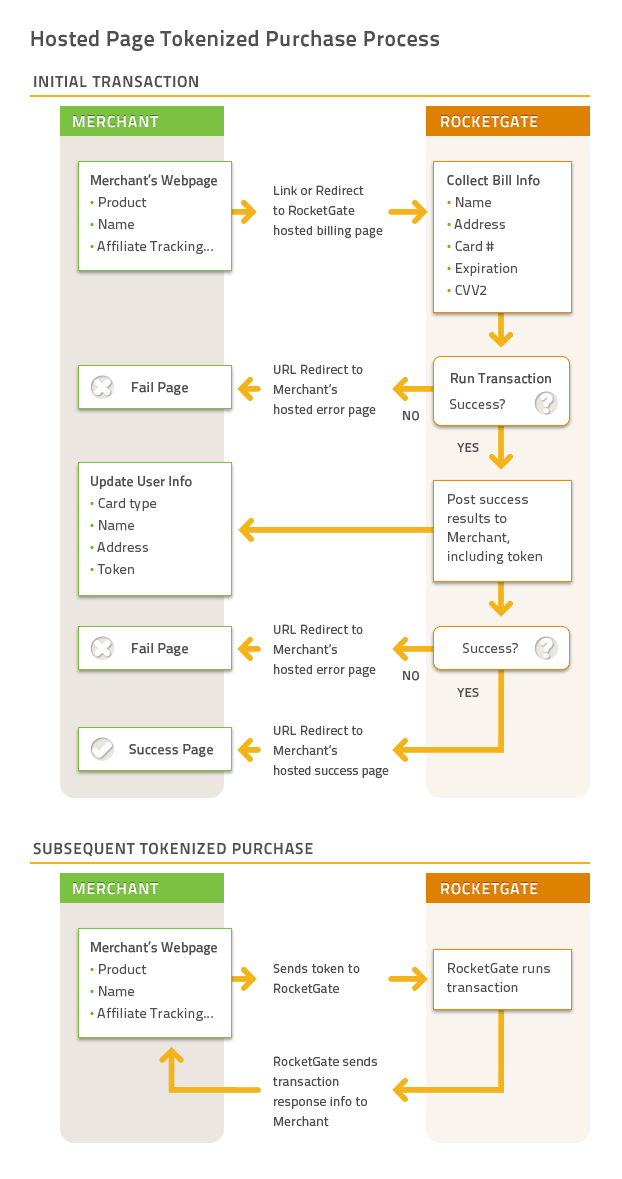 Hosted Page Tokenized Purchase Process
INITIAL TRANSACTION
MERCHANT
ROCKETGATE
Merchant's Webpage
• Product
• Name
• Affiliate Tracking...
Link or Redirect
to RocketGate
hosted billing page
Collect Bill Info
• Name
• Address
• Card #
• Expiration
• CVV2
Fail Page
URL Redirect to
Merchant's
hosted error page
NO
Run Transaction
Success?
?
YES
Update User Info
• Card type
• Name
• Address
• Token
Post success
results to
Merchant,
including token
Fail Page
URL Redirect to
Merchant's
hosted error page
NO
Success?
?
YES
Success Page
URL Redirect to
Merchant's
hosted success page
SUBSEQUENT TOKENIZED PURCHASE
MERCHANT
ROCKETGATE
Merchant's Webpage
• Product
• Name
• Affiliate Tracking...
Sends token to
RocketGate
RocketGate runs
transaction
RocketGate sends
transaction
response info to
Merchant